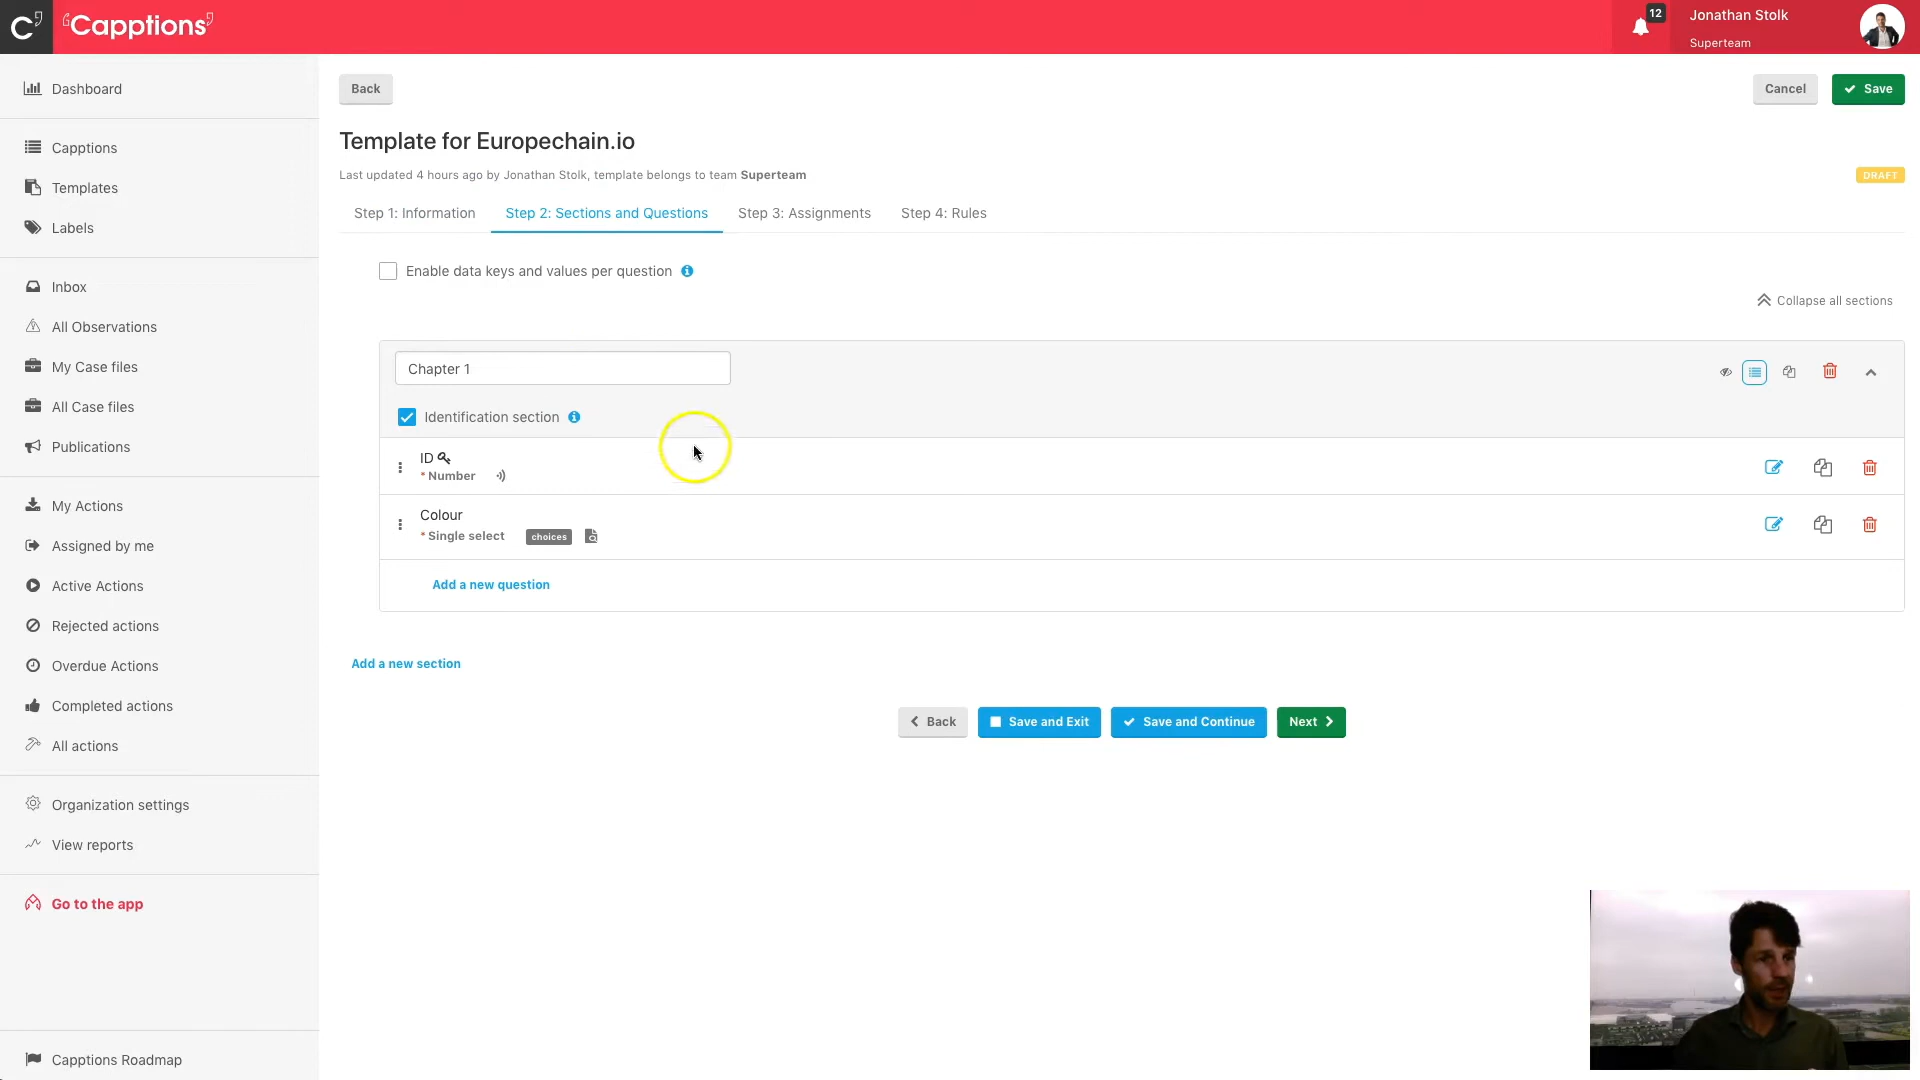 ‘Capptions’
12
Jonathan Stolk
Superteam
Dashboard
Capptions
Templates
Labels
Inbox
All Observations
My Case files
All Case files
Publications
My Actions
Assigned by me
Active Actions
Rejected actions
Overdue Actions
Completed actions
All actions
Organization settings
View reports
Go to the app
Capptions Roadmap
Back
Cancel
Save
Template for Europechain.io
Last updated 4 hours ago by Jonathan Stolk, template belongs to team Superteam
DRAFT
Step 1: Information
Step 2: Sections and Questions
Step 3: Assignments
Step 4: Rules
Enable data keys and values per question
Collapse all sections
Chapter 1
Identification section
ID
* Number
Colour
* Single select
choices
Add a new question
Add a new section
Back
Save and Exit
Save and Continue
Next